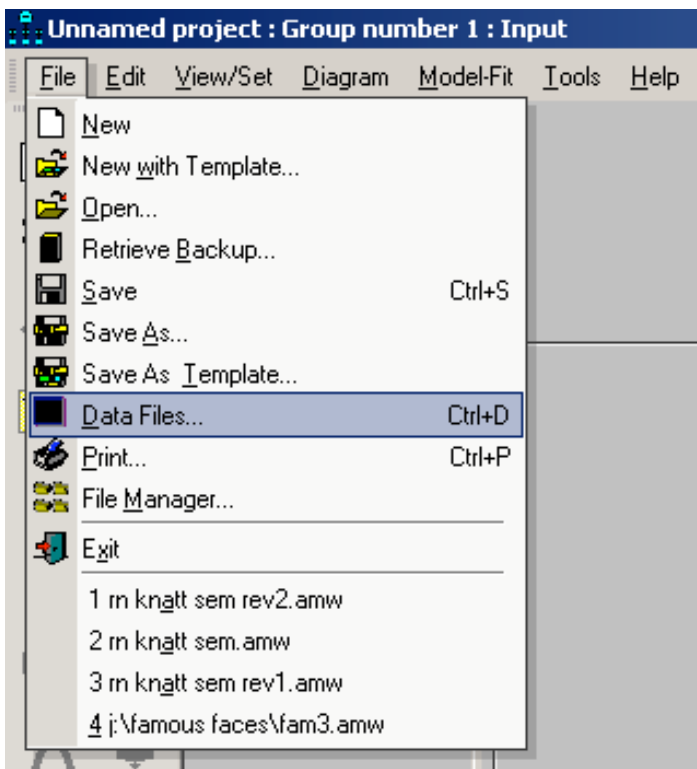 Unnamed project : Group number 1 : Input
File Edit View/Set Diagram Model-Fit Tools Help
New
New with Template...
Open...
Retrieve Backup...
Save Ctrl+S
Save As...
Save As Template...
Data Files... Ctrl+D
Print... Ctrl+P
File Manager...
Exit
1 rn knatt sem rev2.amw
2 rn knatt sem.amw
3 rn knatt sem rev1.amw
4 j:\famous faces\fam3.amw